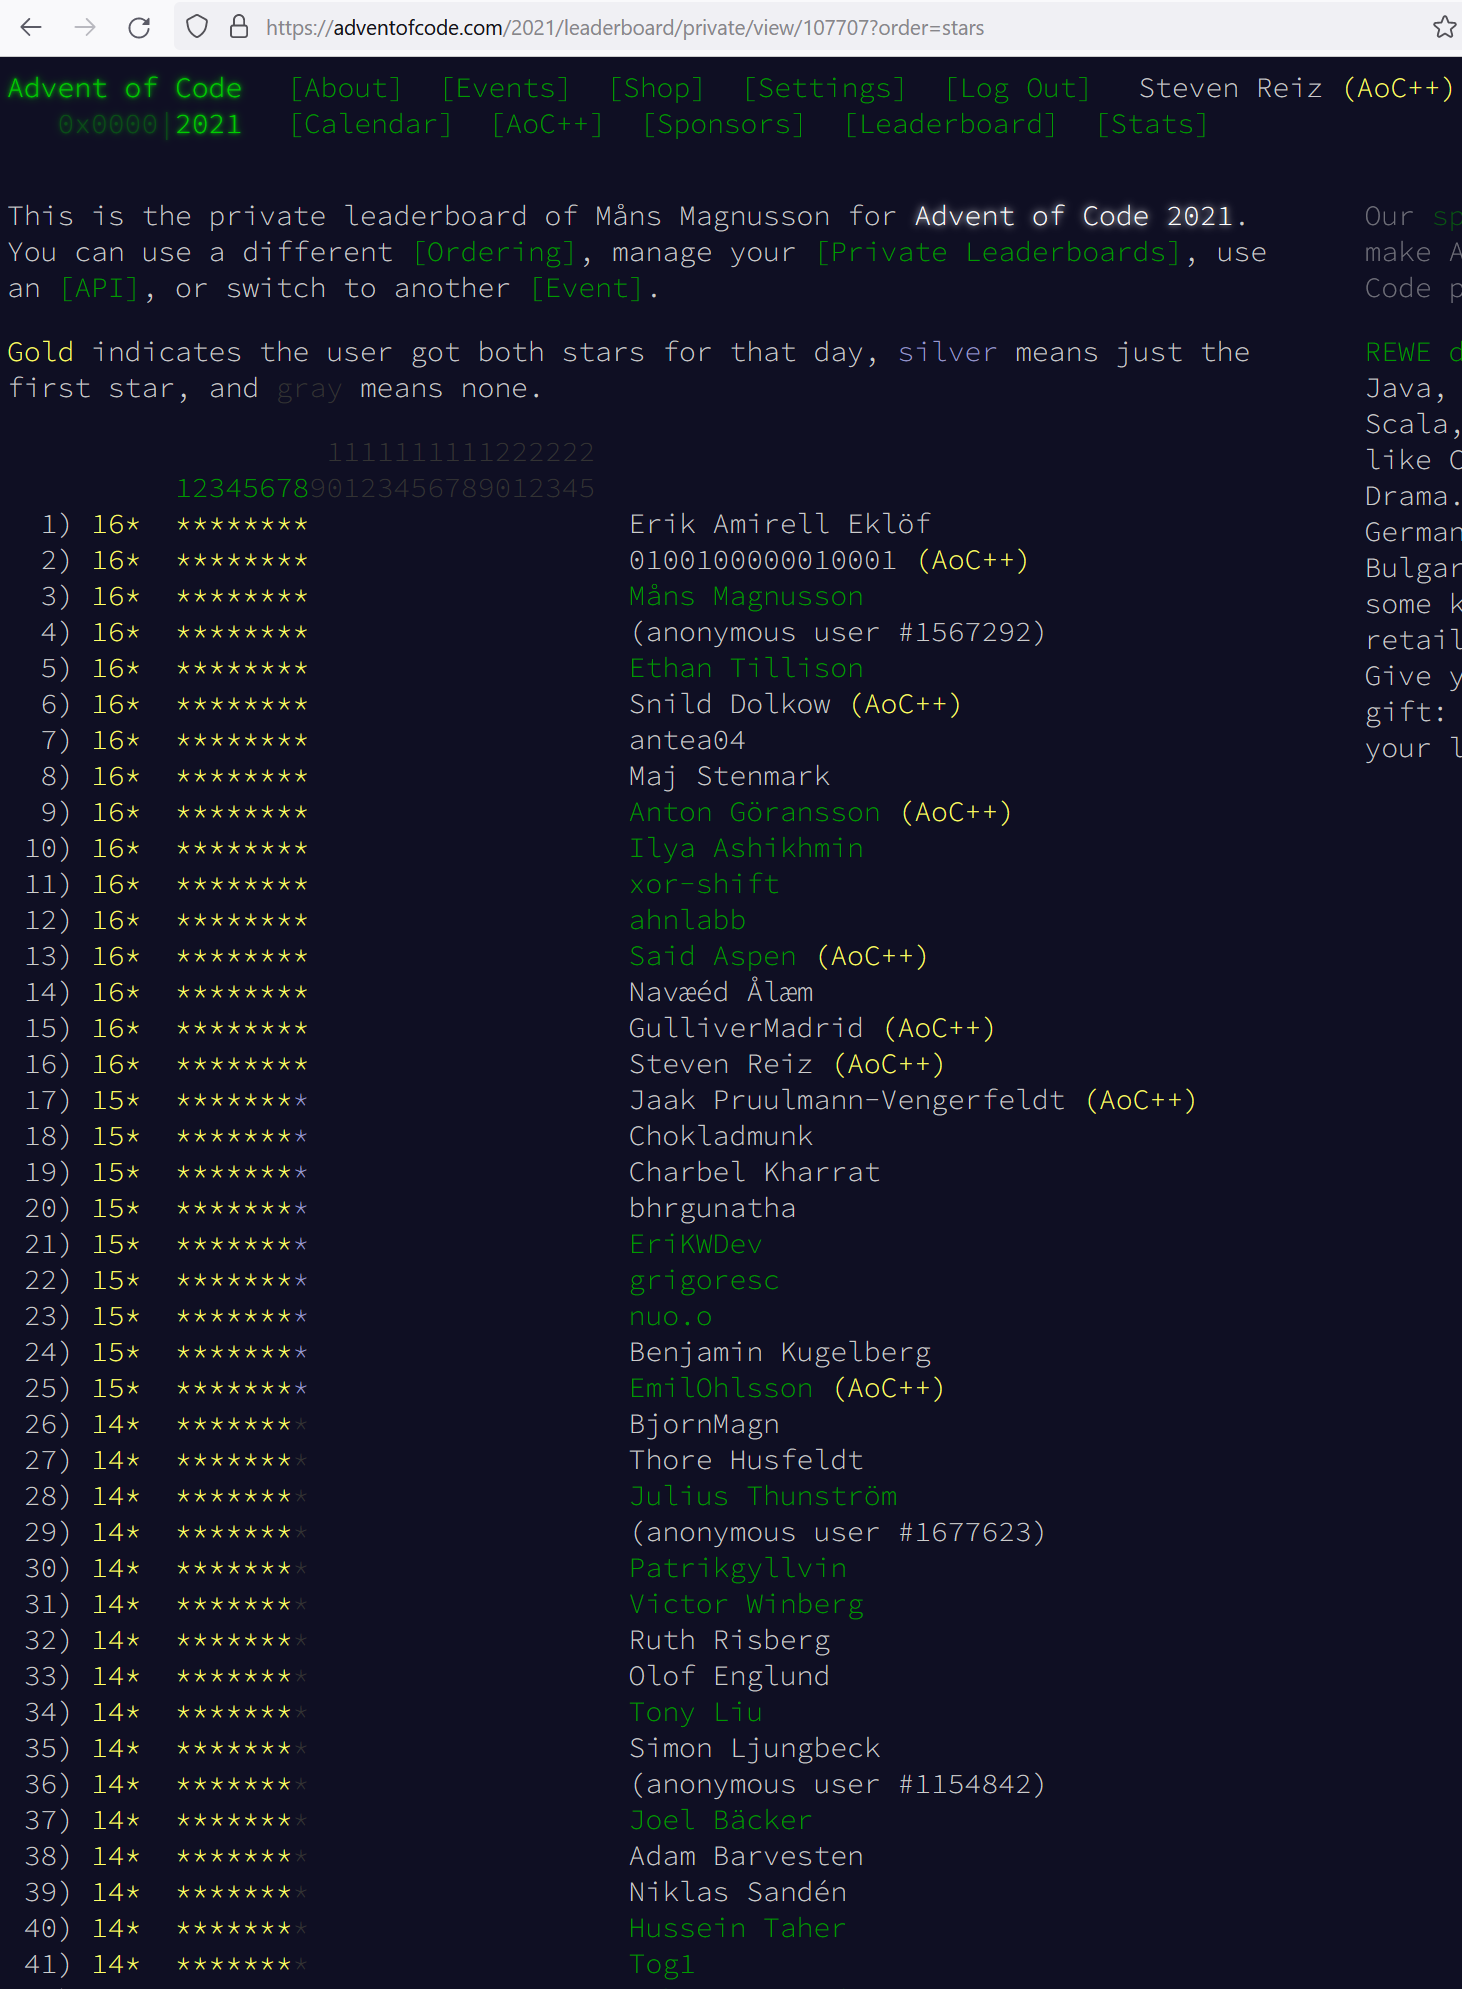 https://adventofcode.com/2021/leaderboard/private/view/107707?order=stars
Advent of Code [About] [Events] [Shop] [Settings] [Log Out] Steven Reiz (AoC++)
0x0000|2021 [Calendar] [AoC++] [Sponsors] [Leaderboard] [Stats]
This is the private leaderboard of Måns Magnusson for Advent of Code 2021.
You can use a different [Ordering], manage your [Private Leaderboards], use
an [API], or switch to another [Event].
Gold indicates the user got both stars for that day, silver means just the
first star, and gray means none.
1111111111222222
1234567890123456789012345
1) 16* ******** Erik Amirell Eklöf
2) 16* ******** 0100100000010001 (AoC++)
3) 16* ******** Måns Magnusson
4) 16* ******** (anonymous user #1567292)
5) 16* ******** Ethan Tillison
6) 16* ******** Snild Dolkow (AoC++)
7) 16* ******** antea04
8) 16* ******** Maj Stenmark
9) 16* ******** Anton Göransson (AoC++)
10) 16* ******** Ilya Ashikhmin
11) 16* ******** xor-shift
12) 16* ******** ahnlabb
13) 16* ******** Said Aspen (AoC++)
14) 16* ******** Navæéd Ålæm
15) 16* ******** GulliverMadrid (AoC++)
16) 16* ******** Steven Reiz (AoC++)
17) 15* ******** Jaak Pruulmann-Vengerfeldt (AoC++)
18) 15* ******** Chokladmunk
19) 15* ******** Charbel Kharrat
20) 15* ******** bhrgunatha
21) 15* ******** EriKWDev
22) 15* ******** grigoresc
23) 15* ******** nuo.o
24) 15* ******** Benjamin Kugelberg
25) 15* ******** EmilOhlsson (AoC++)
26) 14* ******** BjornMagn
27) 14* ******** Thore Husfeldt
28) 14* ******** Julius Thunström
29) 14* ******** (anonymous user #1677623)
30) 14* ******** Patrikgyllvin
31) 14* ******** Victor Winberg
32) 14* ******** Ruth Risberg
33) 14* ******** Olof Englund
34) 14* ******** Tony Liu
35) 14* ******** Simon Ljungbeck
36) 14* ******** (anonymous user #1154842)
37) 14* ******** Joel Bäcker
38) 14* ******** Adam Barvesten
39) 14* ******** Niklas Sandén
40) 14* ******** Hussein Taher
41) 14* ******** Tog1
Our
make
Code
REWE
Java,
Scala,
like
Drama.
some
Give
gift:
your